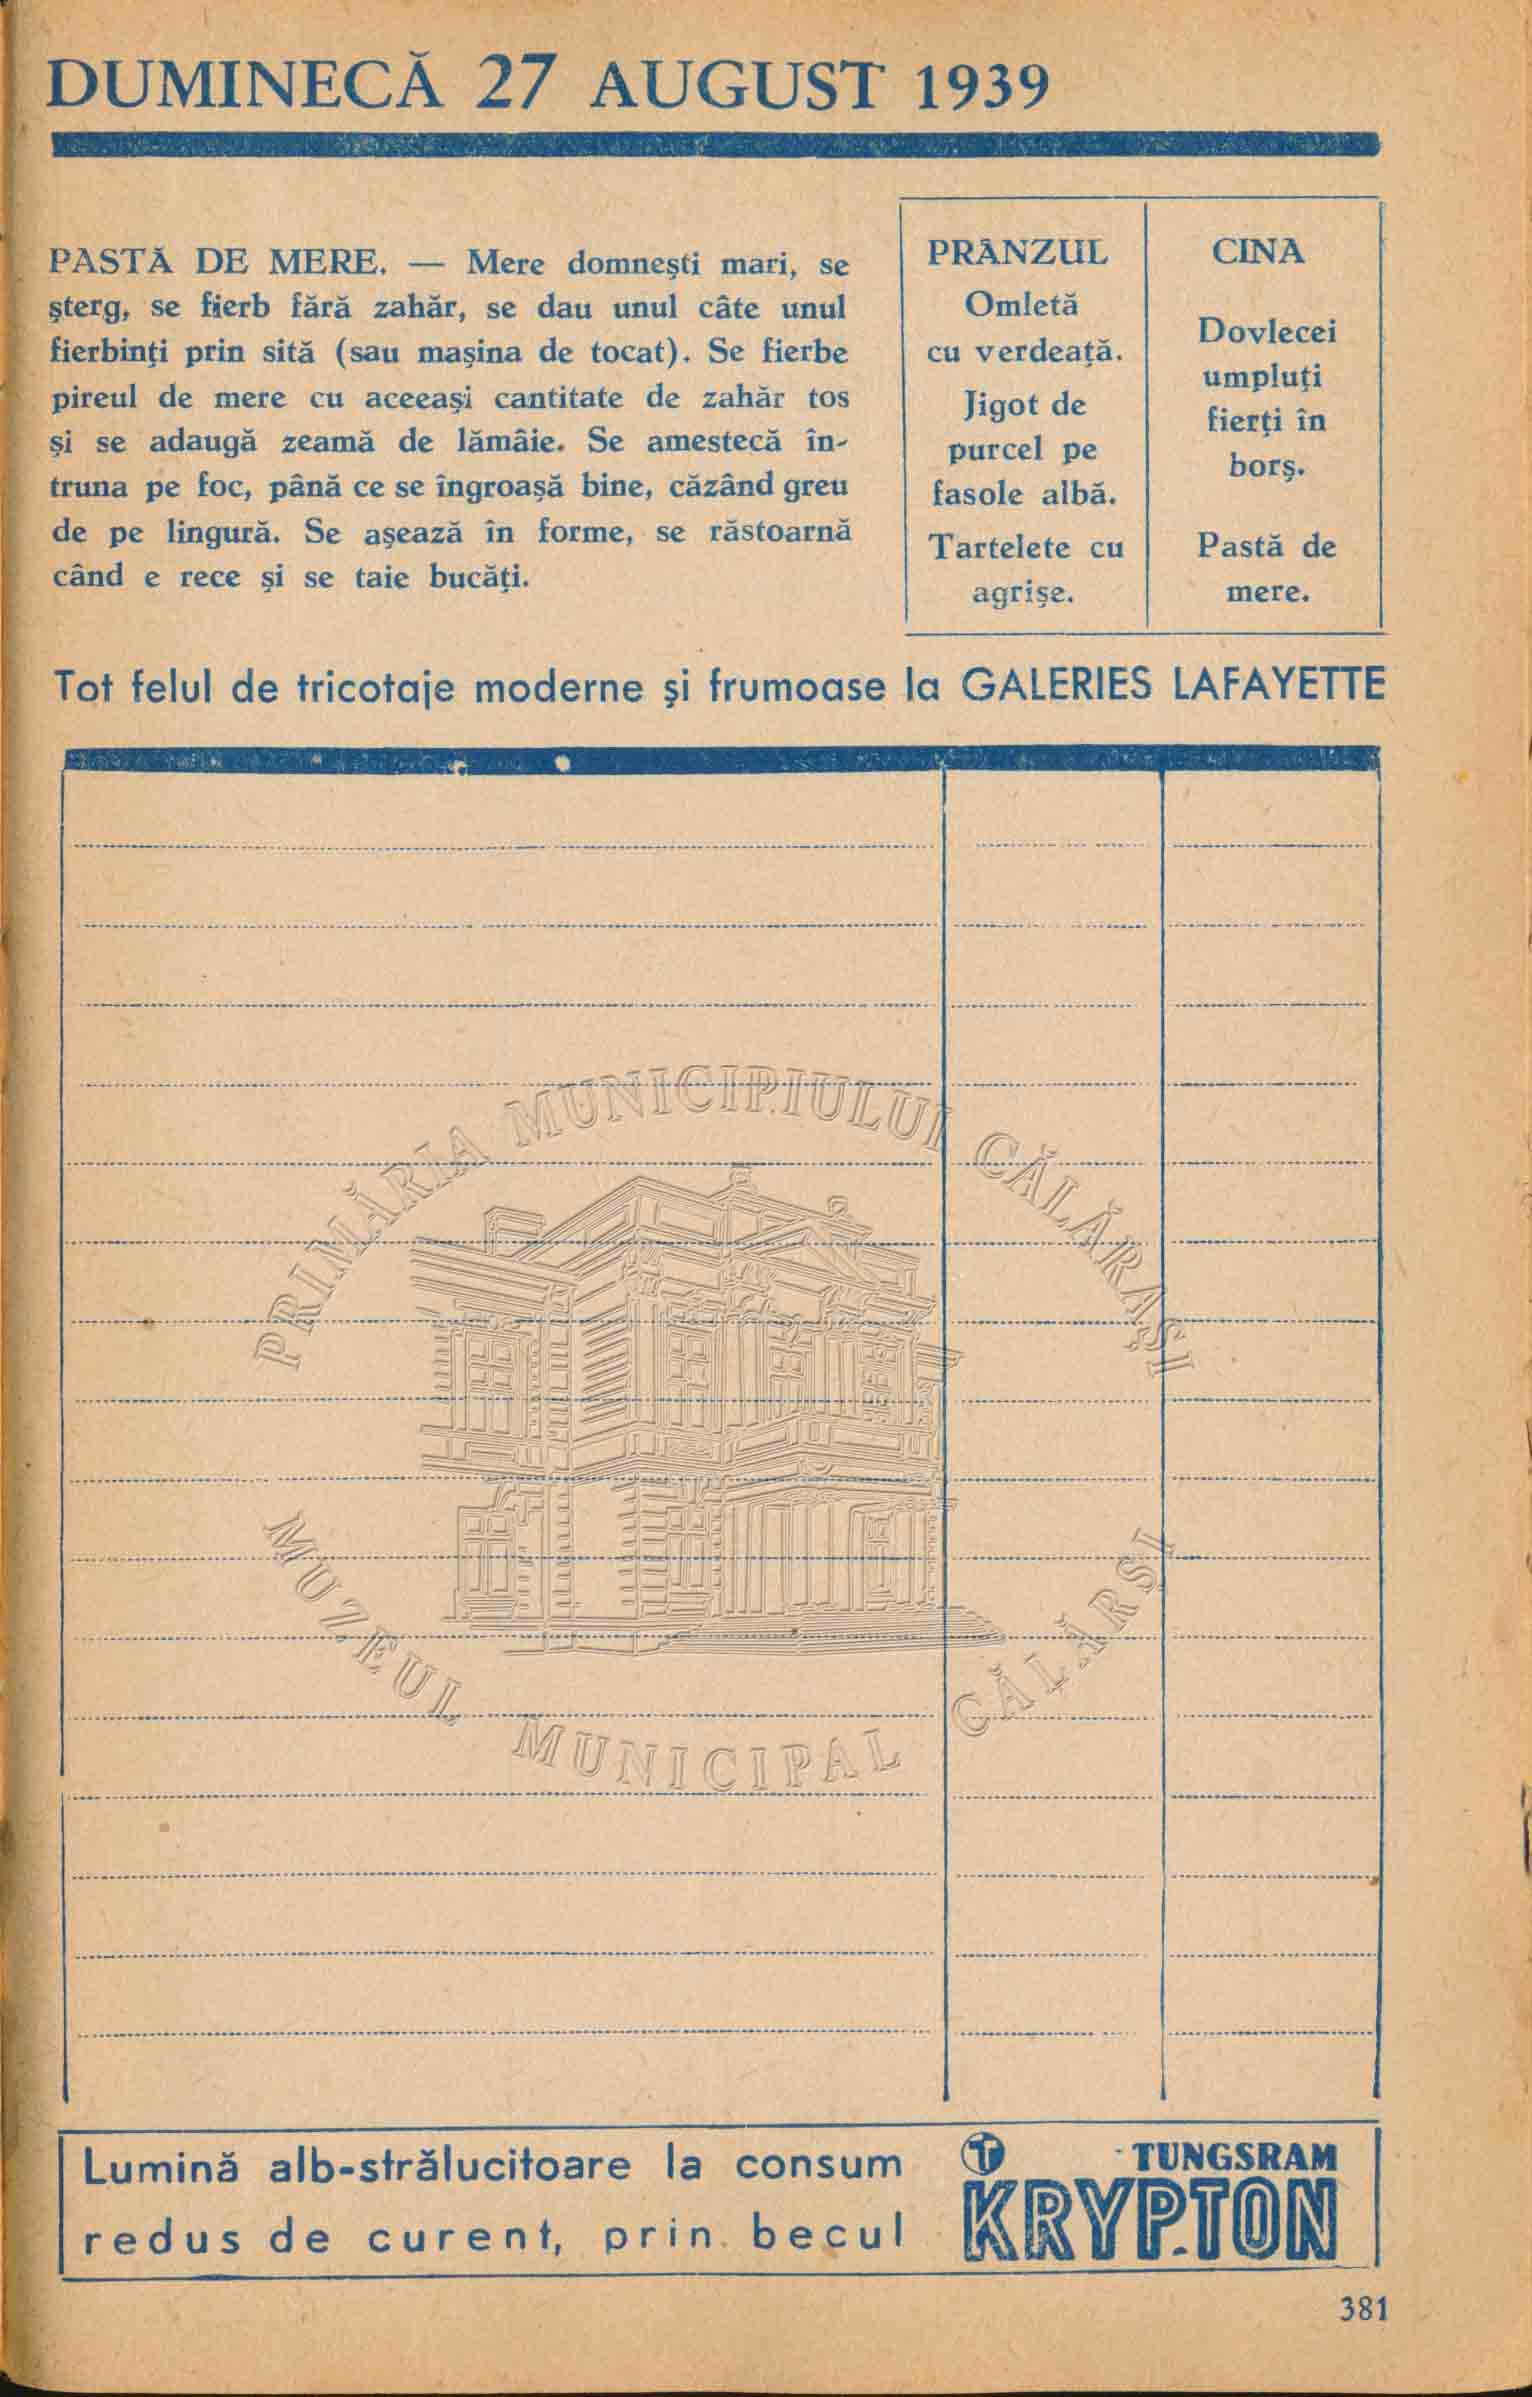 DUMINECĂ 27 AUGUST 1939
PASTĂ DE MERE. — Mere domneşti mari, se
şterg, se fierb fără zahăr, se dau unul câte unul
fierbinţi prin sită (sau maşina de tocat). Se fierbe
pireul de mere cu aceeaşi cantitate de zahăr tos
şi se adaugă zeamă de lămâie. Se amestecă în-
truna pe foc, până ce se îngroaşă bine, căzând greu
de pe lingură. Se aşează în forme, se răstoarnă
când e rece şi se taie bucăţi.
PRÂNZUL
Omletă
cu verdeaţă.
Jigot de
purcel pe
fasole albă.
Tartelete cu
agrişe.
CINA
Dovlecei
umpluţi
fierţi în
borş.
Pastă de
mere.
Tot felul de tricotaje moderne şi frumoase la GALERIES LAFAYETTE
PRIMĂRIA MUNICIPIULUI CĂLĂRAŞI
MUZEUL MUNICIPAL CĂLĂRŞI
Lumină alb-strălucitoare la consum
redus de curent, prin becul
T TUNGSRAM
KRYPTON
381